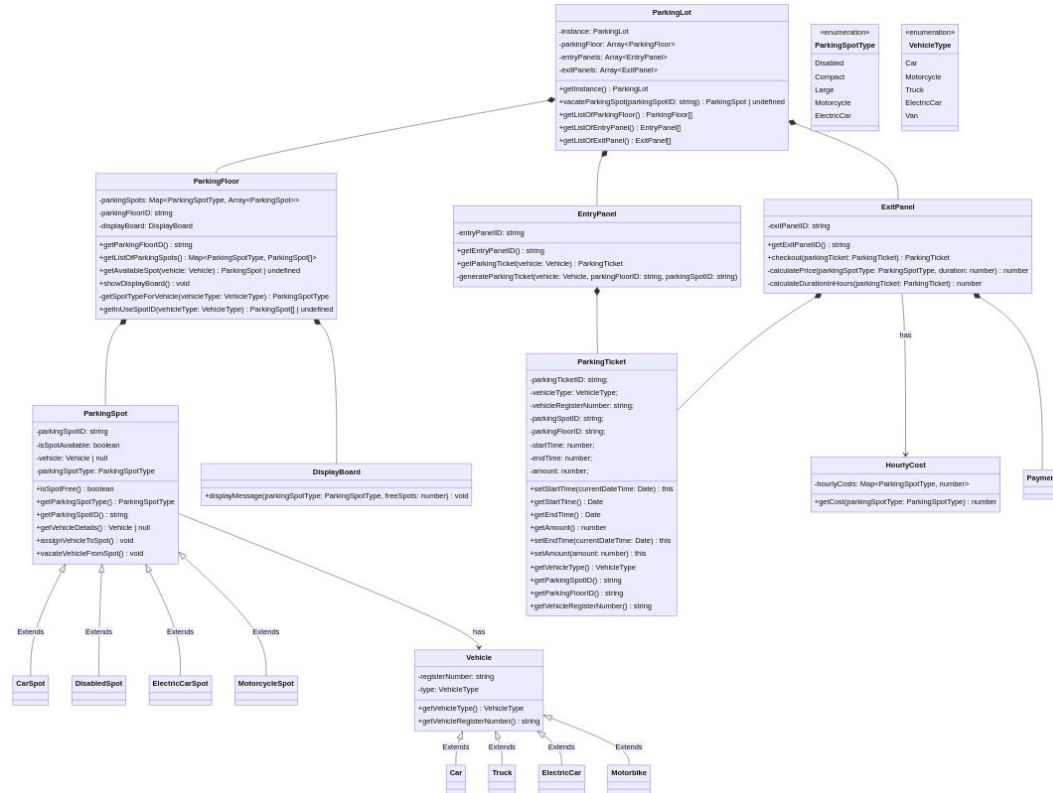 ParkingLot
-instance: ParkingLot
-parkingFloor: Array<ParkingFloor>
-entryPanels: Array<EntryPanel>
-exitPanels: Array<ExitPanel>
+getInstance() : ParkingLot
+vacateParkingSpot(parkingSpotID: string) : ParkingSpot | undefined
+getListOfParkingFloor() : ParkingFloor[]
+getListOfEntryPanel() : EntryPanel[]
+getListOfExitPanel() : ExitPanel[]
«enumeration»
ParkingSpotType
Disabled
Compact
Large
Motorcycle
ElectricCar
«enumeration»
VehicleType
Car
Motorcycle
Truck
ElectricCar
Van
ParkingFloor
-parkingSpots: Map<ParkingSpotType, Array<ParkingSpot>>
-parkingFloorID: string
-displayBoard: DisplayBoard
+getParkingFloorID() : string
+getListOfParkingSpots() : Map<ParkingSpotType, ParkingSpot[]>
+getAvailableSpot(vehicle: Vehicle) : ParkingSpot | undefined
+showDisplayBoard() : void
-getSpotTypeForVehicle(vehicleType: VehicleType) : ParkingSpotType
+getInUseSpotID(vehicleType: VehicleType) : ParkingSpot[] | undefined
EntryPanel
-entryPanelID: string
+getEntryPanelID() : string
+getParkingTicket(vehicle: Vehicle) : ParkingTicket
-generateParkingTicket(vehicle: Vehicle, parkingFloorID: string, parkingSpotID: string)
ExitPanel
-exitPanelID: string
+getExitPanelID() : string
+checkout(parkingTicket: ParkingTicket) : ParkingTicket
-calculatePrice(parkingSpotType: ParkingSpotType, duration: number) : number
-calculateDurationInHours(parkingTicket: ParkingTicket) : number
has
ParkingSpot
-parkingSpotID: string
-isSpotAvailable: boolean
-vehicle: Vehicle | null
-parkingSpotType: ParkingSpotType
+isSpotFree() : boolean
+getParkingSpotType() : ParkingSpotType
+getParkingSpotID() : string
+getVehicleDetails() : Vehicle | null
+assignVehicleToSpot() : void
+vacateVehicleFromSpot() : void
DisplayBoard
+displayMessage(parkingSpotType: ParkingSpotType, freeSpots: number) : void
ParkingTicket
-parkingTicketID: string;
-vehicleType: VehicleType;
-vehicleRegisterNumber: string;
-parkingSpotID: string;
-parkingFloorID: string;
-startTime: number;
-endTime: number;
-amount: number;
+setStartTime(currentDateTime: Date) : this
+getStartTime() : Date
+getEndTime() : Date
+getAmount() : number
+setEndTime(currentDateTime: Date) : this
+setAmount(amount: number) : this
+getVehicleType() : VehicleType
+getParkingSpotID() : string
+getParkingFloorID() : string
+getVehicleRegisterNumber() : string
HourlyCost
-hourlyCosts: Map<ParkingSpotType, number>
+getCost(parkingSpotType: ParkingSpotType) : number
Extends
Extends
Extends
Extends
has
CarSpot
DisabledSpot
ElectricCarSpot
MotorcycleSpot
Vehicle
-registerNumber: string
-type: VehicleType
+getVehicleType() : VehicleType
+getVehicleRegisterNumber() : string
Extends
Extends
Extends
Extends
Car
Truck
ElectricCar
Motorbike